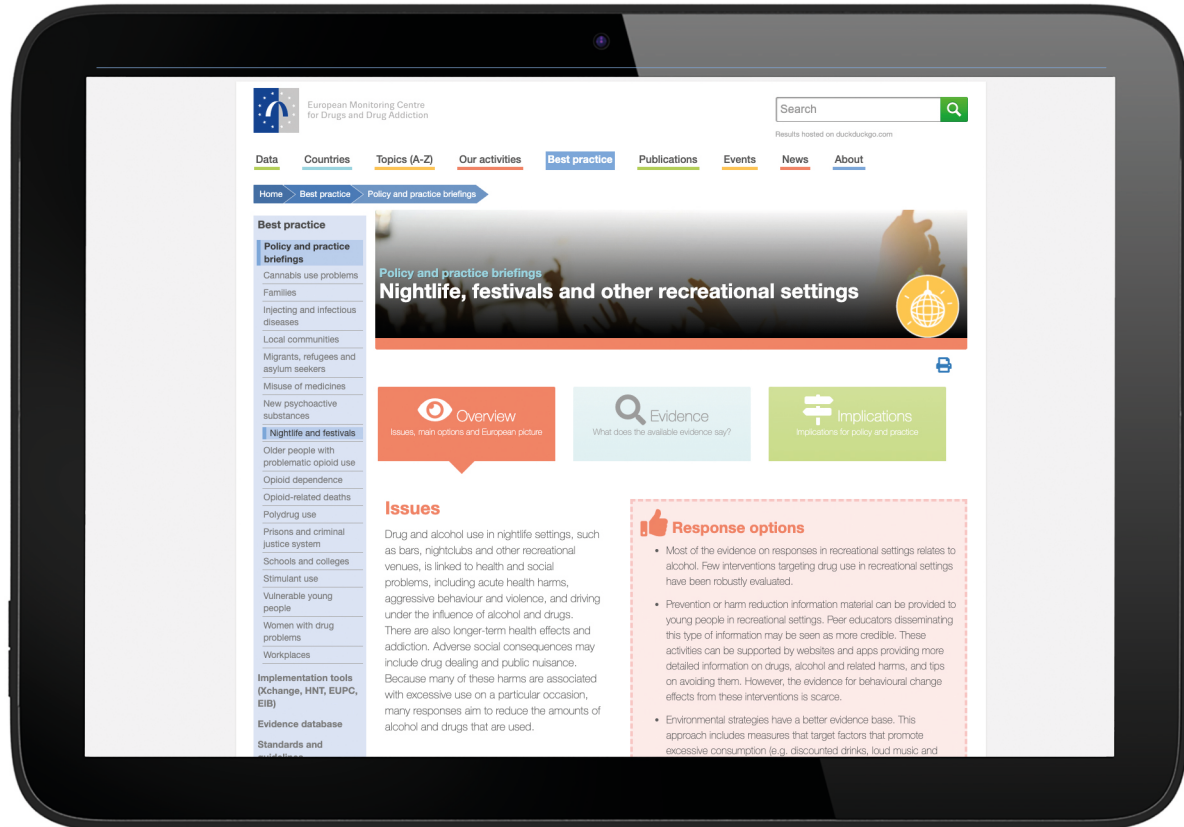 European Monitoring Centre
for Drugs and Drug Addiction
Search
Results hosted on duckduckgo.com
Data
Countries
Topics (A-Z)
Our activities
Best practice
Publications
Events
News
About
Home
Best practice
Policy and practice briefings
Best practice
Policy and practice
briefings
Cannabis use problems
Families
Injecting and infectious
diseases
Local communities
Migrants, refugees and
asylum seekers
Misuse of medicines
New psychoactive
substances
Nightlife and festivals
Older people with
problematic opioid use
Opioid dependence
Opioid-related deaths
Polydrug use
Prisons and criminal
justice system
Schools and colleges
Stimulant use
Vulnerable young
people
Women with drug
problems
Workplaces
Implementation tools
(Xchange, HNT, EUPC,
EIB)
Evidence database
Standards and
guidelines
Policy and practice briefings
Nightlife, festivals and other recreational settings
Overview
Issues, main options and European picture
Evidence
What does the available evidence say?
Implications
Implications for policy and practice
Issues
Drug and alcohol use in nightlife settings, such
as bars, nightclubs and other recreational
venues, is linked to health and social
problems, including acute health harms,
aggressive behaviour and violence, and driving
under the influence of alcohol and drugs.
There are also longer-term health effects and
addiction. Adverse social consequences may
include drug dealing and public nuisance.
Because many of these harms are associated
with excessive use on a particular occasion,
many responses aim to reduce the amounts of
alcohol and drugs that are used.
Response options
• Most of the evidence on responses in recreational settings relates to
alcohol. Few interventions targeting drug use in recreational settings
have been robustly evaluated.
• Prevention or harm reduction information material can be provided to
young people in recreational settings. Peer educators disseminating
this type of information may be seen as more credible. These
activities can be supported by websites and apps providing more
detailed information on drugs, alcohol and related harms, and tips
on avoiding them. However, the evidence for behavioural change
effects from these interventions is scarce.
• Environmental strategies have a better evidence base. This
approach includes measures that target factors that promote
excessive consumption (e.g. discounted drinks, loud music and